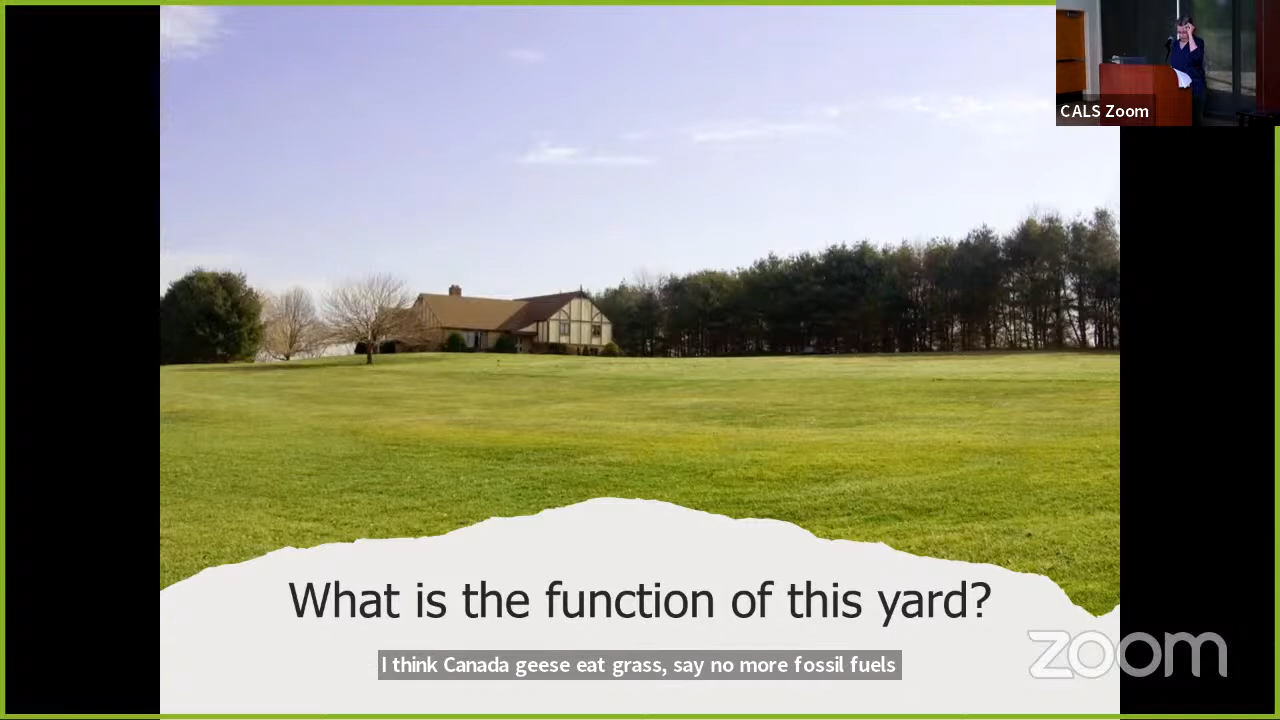 CALS Zoom
What is the function of this yard?
I think Canada geese eat grass, say no more fossil fuels
zoom